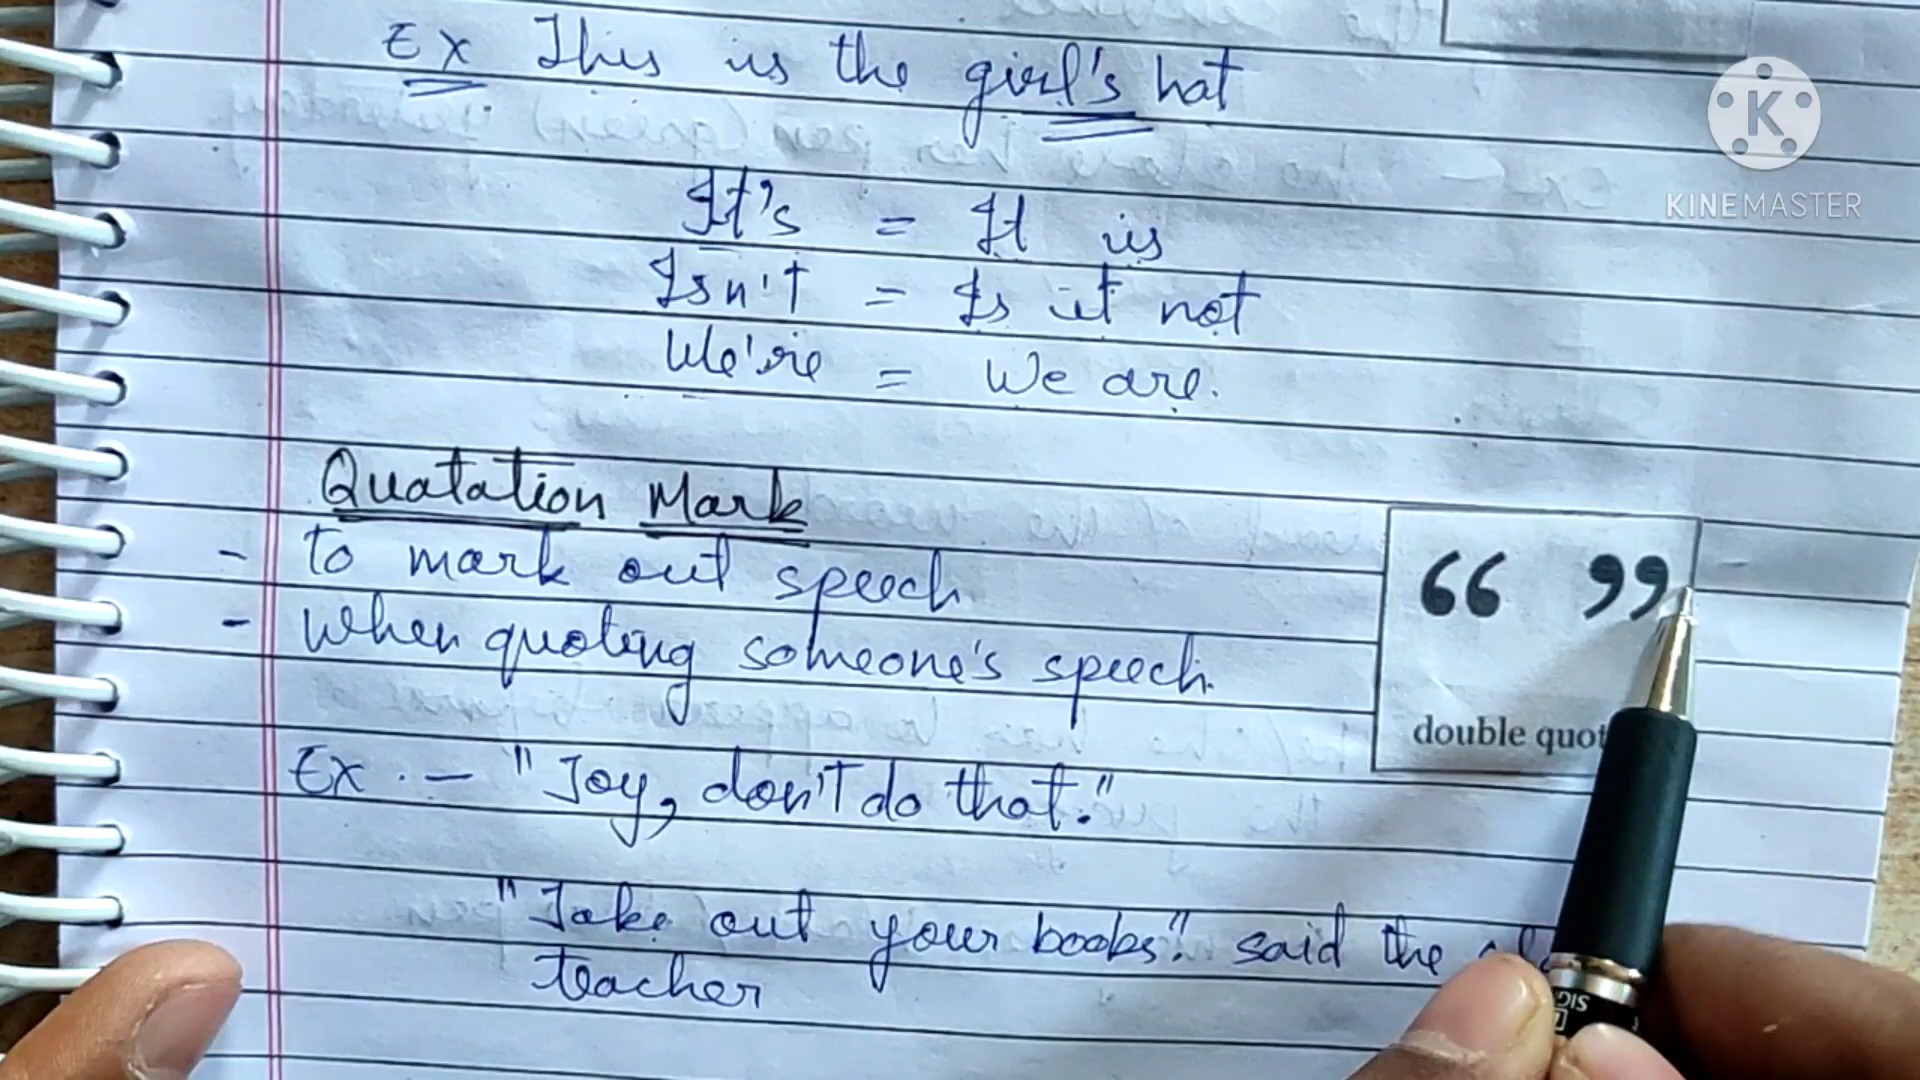 Ex This is the girl's hat
KINEMASTER
It's = It is
Isn't = Is it not
We're = We are.
Quatation Mark
- to mark out speech
- when quoting someone's speech.
double quot
Ex.- "Joy, don't do that."
"Take out your books." said the
teacher